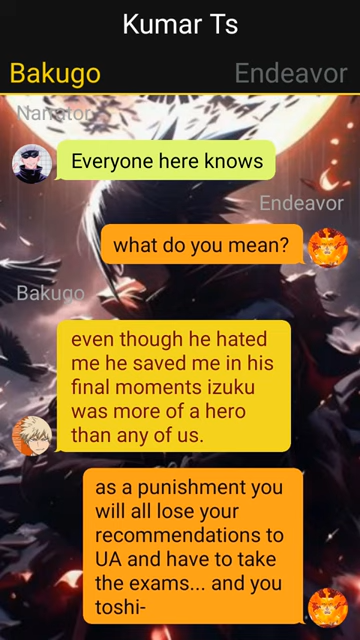 Kumar Ts
Bakugo
Endeavor
Narrator
Everyone here knows
Endeavor
what do you mean?
Bakugo
even though he hated
me he saved me in his
final moments izuku
was more of a hero
than any of us.
as a punishment you
will all lose your
recommendations to
UA and have to take
the exams... and you
toshi-